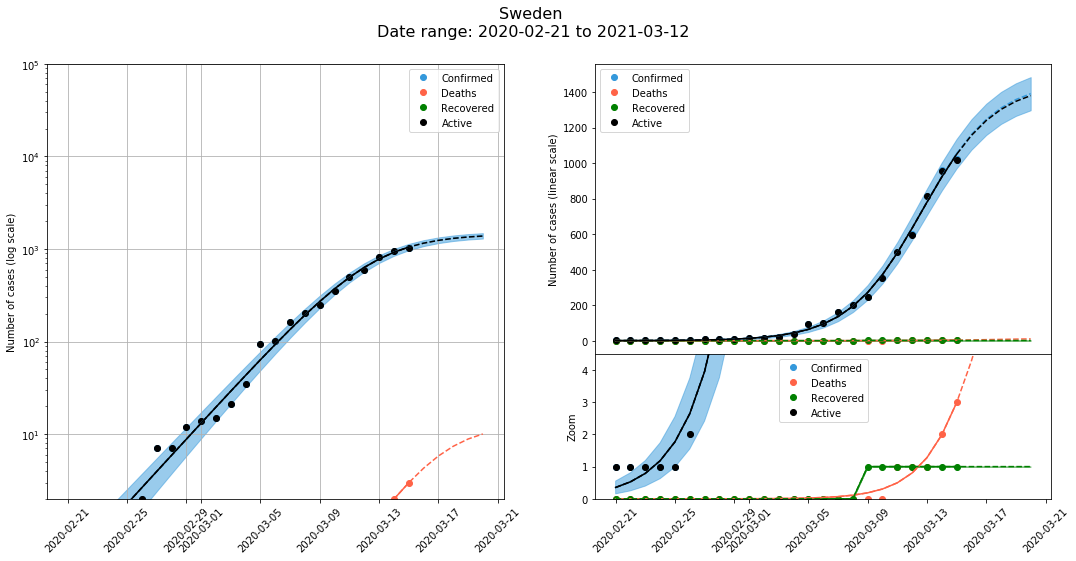 Sweden
Date range: 2020-02-21 to 2021-03-12
Number of cases (log scale)
10^5
10^4
10^3
10^2
10^1
Confirmed
Deaths
Recovered
Active
2020-02-21
2020-02-25
2020-02-29
2020-03-01
2020-03-05
2020-03-09
2020-03-13
2020-03-17
2020-03-21
Number of cases (linear scale)
1400
1200
1000
800
600
400
200
0
Confirmed
Deaths
Recovered
Active
Zoom
4
3
2
1
0
Confirmed
Deaths
Recovered
Active
2020-02-21
2020-02-25
2020-02-29
2020-03-01
2020-03-05
2020-03-09
2020-03-13
2020-03-17
2020-03-21